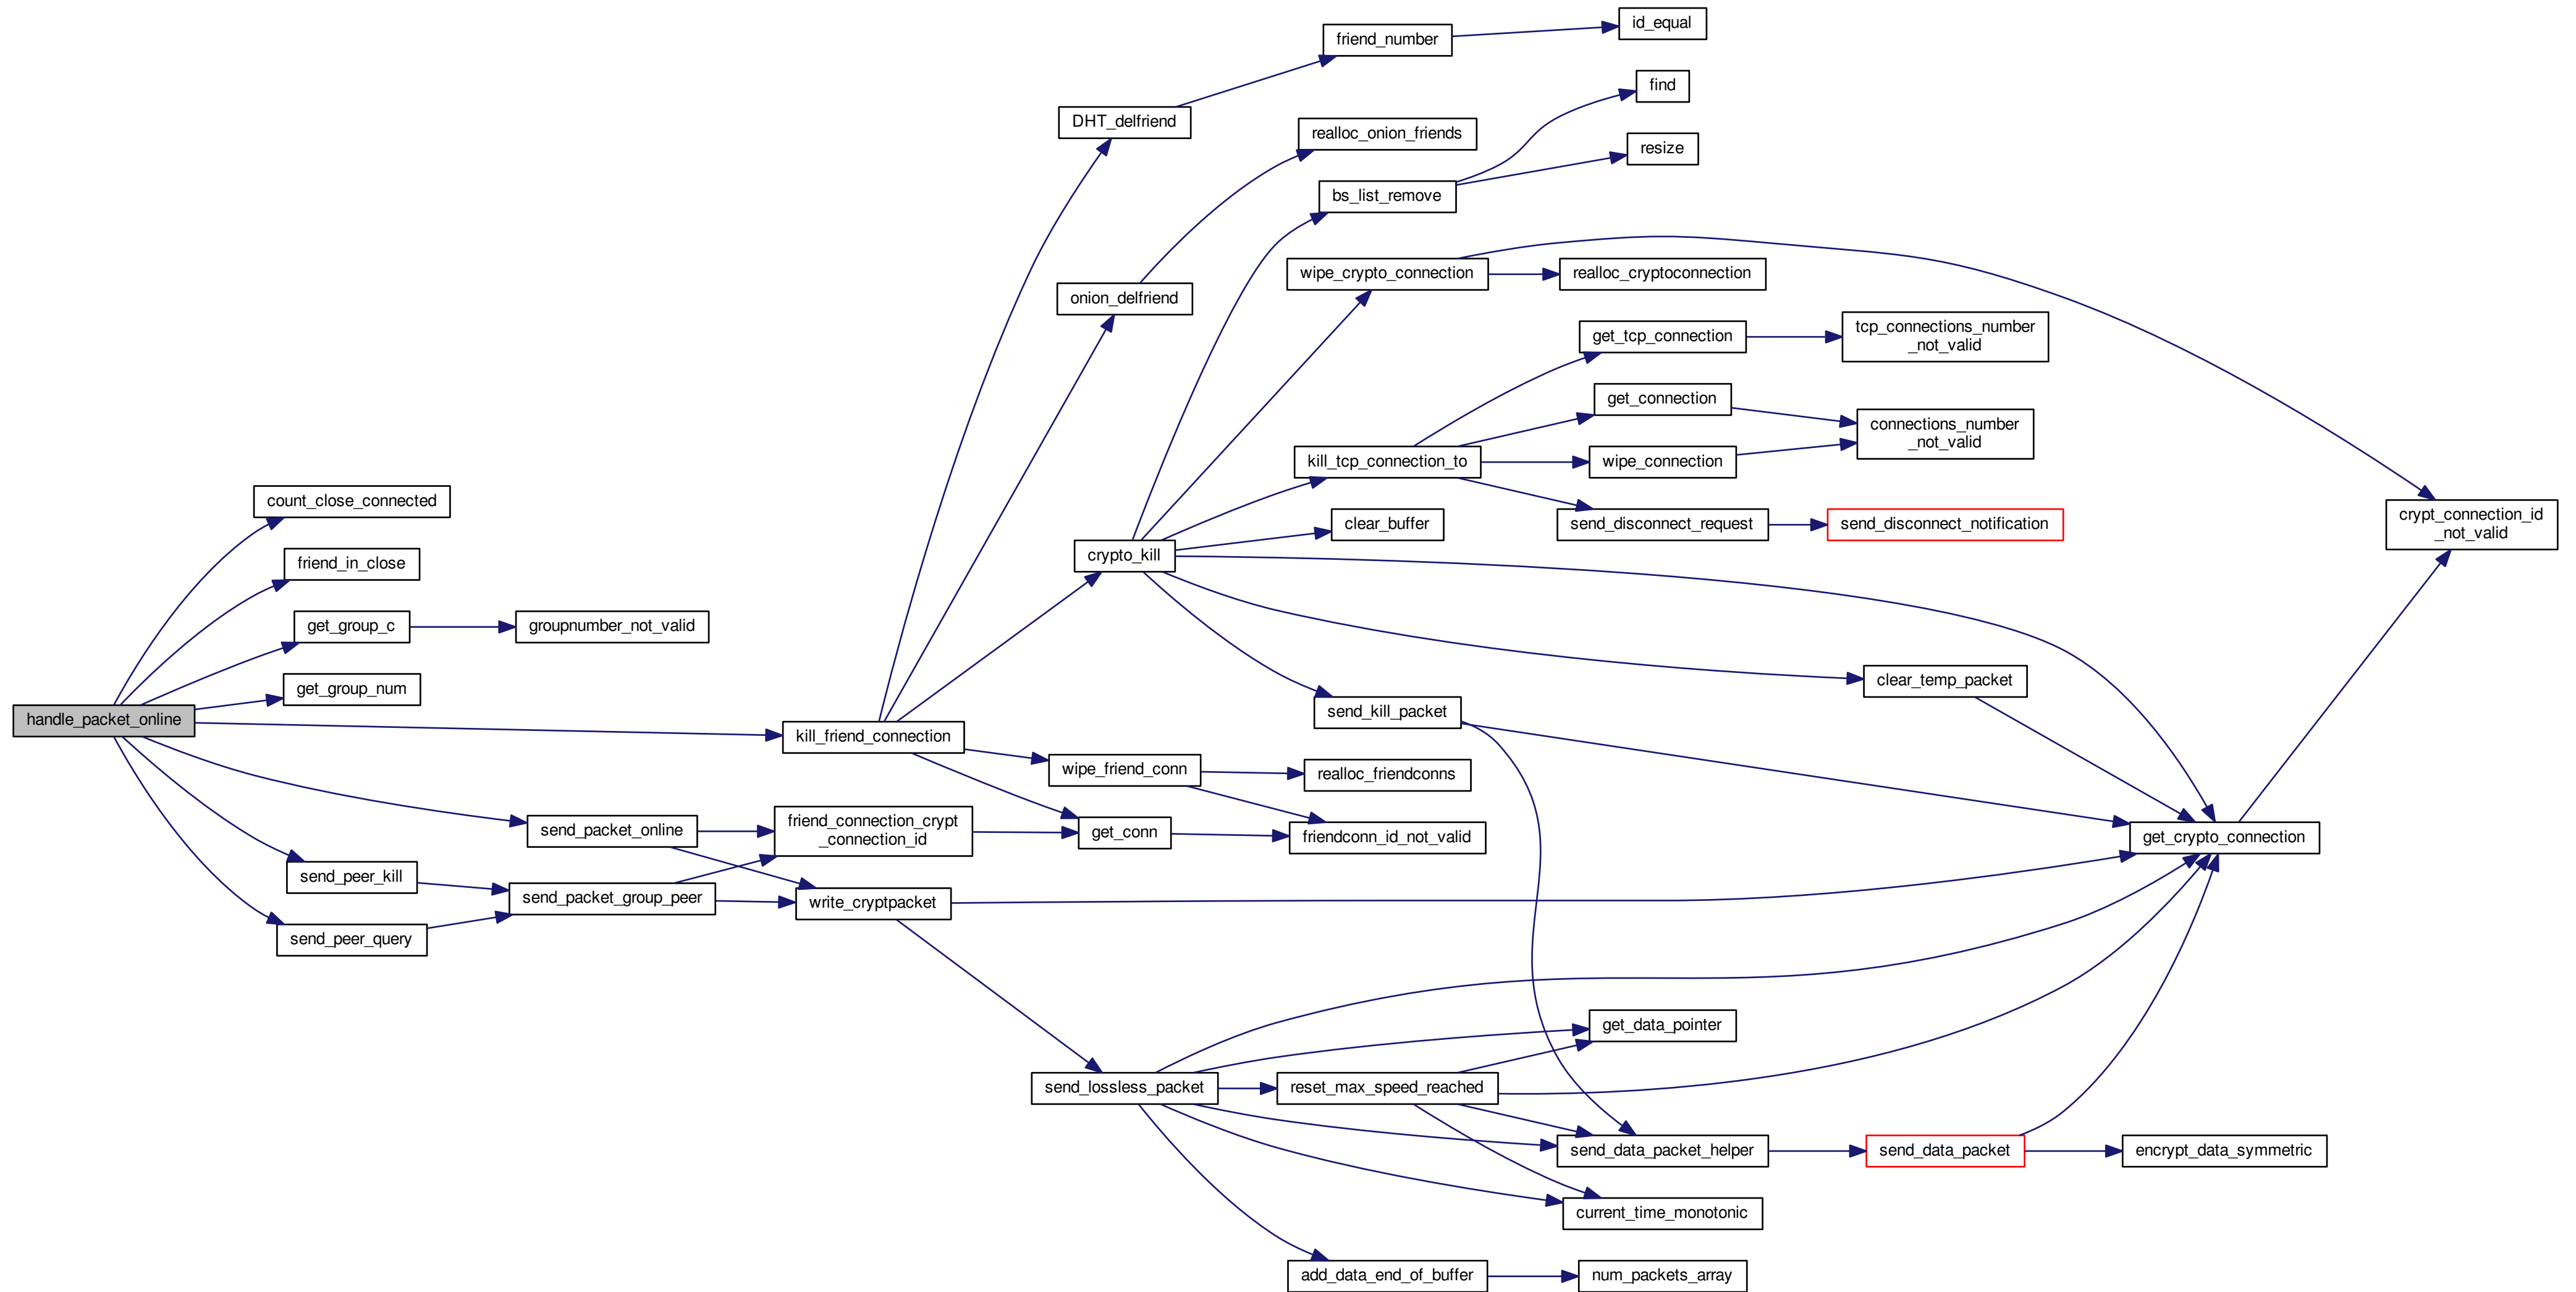 id_equal
friend_number
find
DHT_delfriend
realloc_onion_friends
resize
bs_list_remove
wipe_crypto_connection
realloc_cryptoconnection
onion_delfriend
get_tcp_connection
tcp_connections_number
_not_valid
get_connection
connections_number
_not_valid
kill_tcp_connection_to
wipe_connection
count_close_connected
clear_buffer
send_disconnect_request
send_disconnect_notification
crypt_connection_id
_not_valid
crypto_kill
friend_in_close
get_group_c
groupnumber_not_valid
get_group_num
clear_temp_packet
send_kill_packet
handle_packet_online
kill_friend_connection
wipe_friend_conn
realloc_friendconns
send_packet_online
friend_connection_crypt
_connection_id
get_conn
friendconn_id_not_valid
get_crypto_connection
send_peer_kill
send_packet_group_peer
write_cryptpacket
send_peer_query
get_data_pointer
send_lossless_packet
reset_max_speed_reached
send_data_packet_helper
send_data_packet
encrypt_data_symmetric
current_time_monotonic
add_data_end_of_buffer
num_packets_array